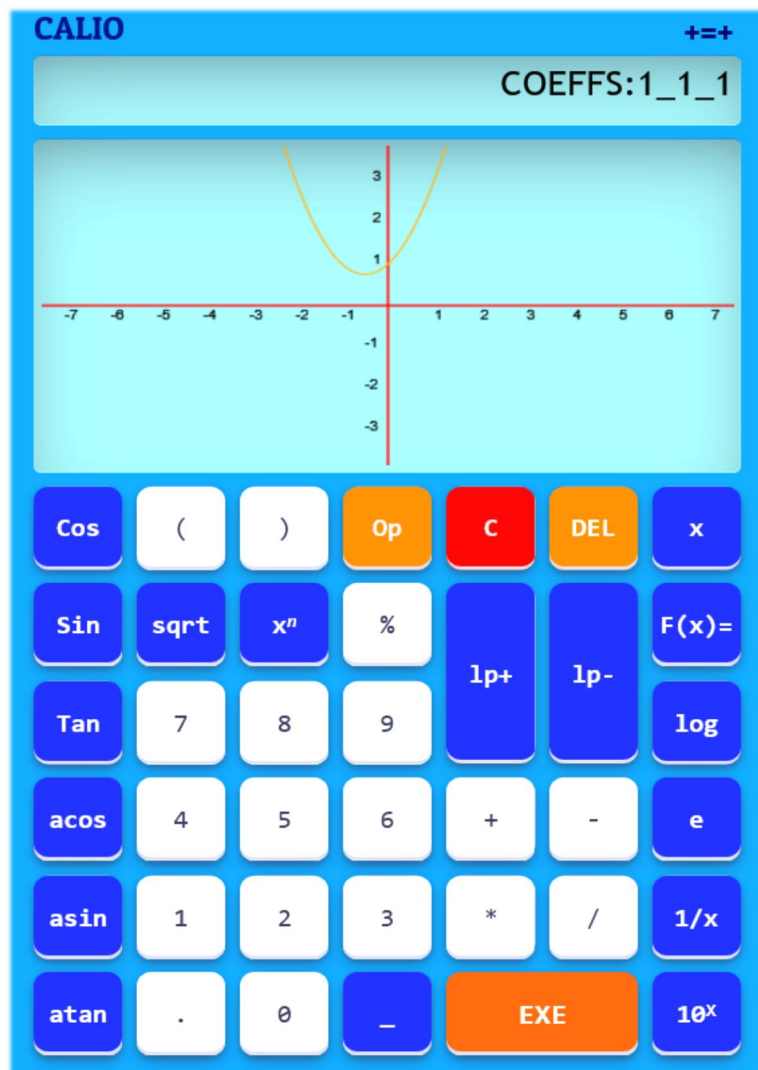 CALIO +=+
COEFFS:1_1_1
3
2
1
-7 -6 -5 -4 -3 -2 -1 1 2 3 4 5 6 7
-1
-2
-3
Cos ( ) Op C DEL x
Sin sqrt xⁿ % lp+ lp- F(x)=
Tan 7 8 9 log
acos 4 5 6 + - e
asin 1 2 3 * / 1/x
atan . 0 _ EXE 10ˣ